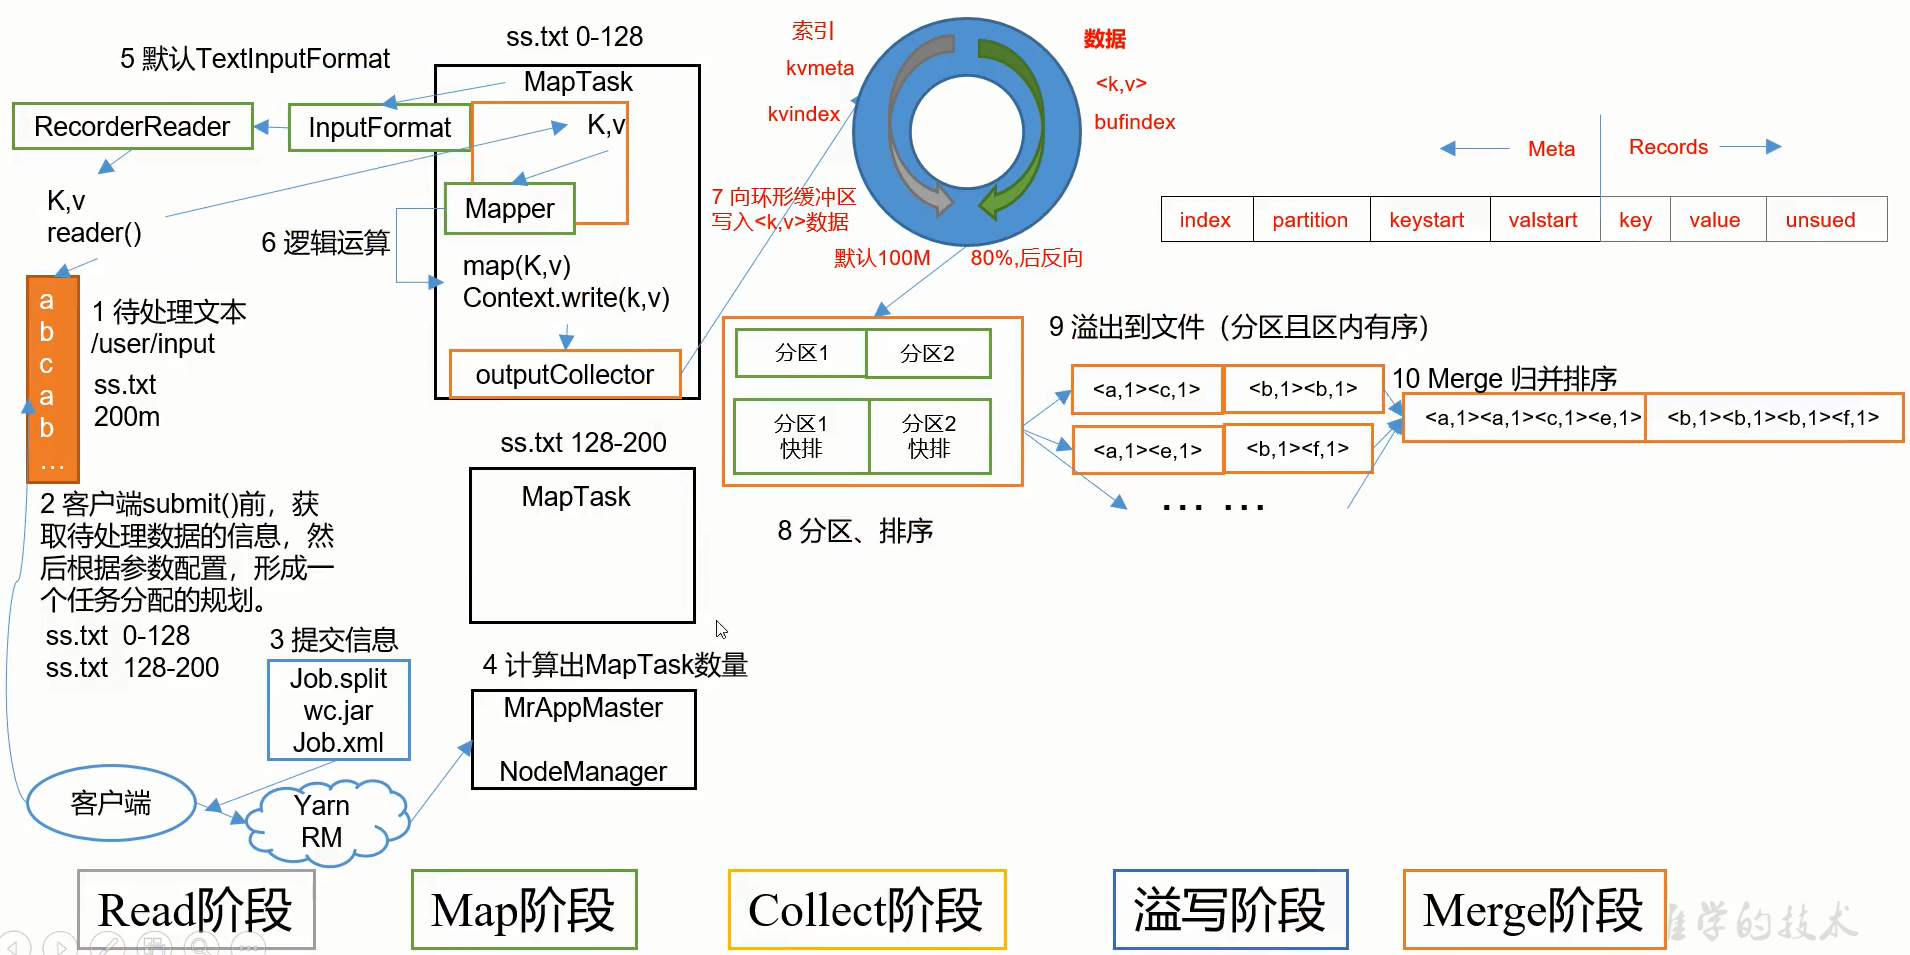 5 默认TextInputFormat
ss.txt 0-128
MapTask
RecorderReader
InputFormat
K,v
K,v
reader()
Mapper
6 逻辑运算
map(K,v)
Context.write(k,v)
outputCollector
a
b
c
a
b
…
1 待处理文本
/user/input
ss.txt
200m
2 客户端submit()前，获
取待处理数据的信息，然
后根据参数配置，形成一
个任务分配的规划。
ss.txt 0-128
ss.txt 128-200
3 提交信息
Job.split
wc.jar
Job.xml
客户端
Yarn
RM
ss.txt 128-200
MapTask
4 计算出MapTask数量
MrAppMaster
NodeManager
索引
kvmeta
kvindex
数据
<k,v>
bufindex
7 向环形缓冲区
写入<k,v>数据
默认100M
80%,后反向
Meta
Records
index partition keystart valstart key value unsued
分区1 分区2
分区1
快排
分区2
快排
8 分区、排序
9 溢出到文件（分区且区内有序）
<a,1><c,1> <b,1><b,1>
<a,1><e,1> <b,1><f,1>
... ...
10 Merge 归并排序
<a,1><a,1><c,1><e,1> <b,1><b,1><b,1><f,1>
Read阶段
Map阶段
Collect阶段
溢写阶段
Merge阶段
学的技术